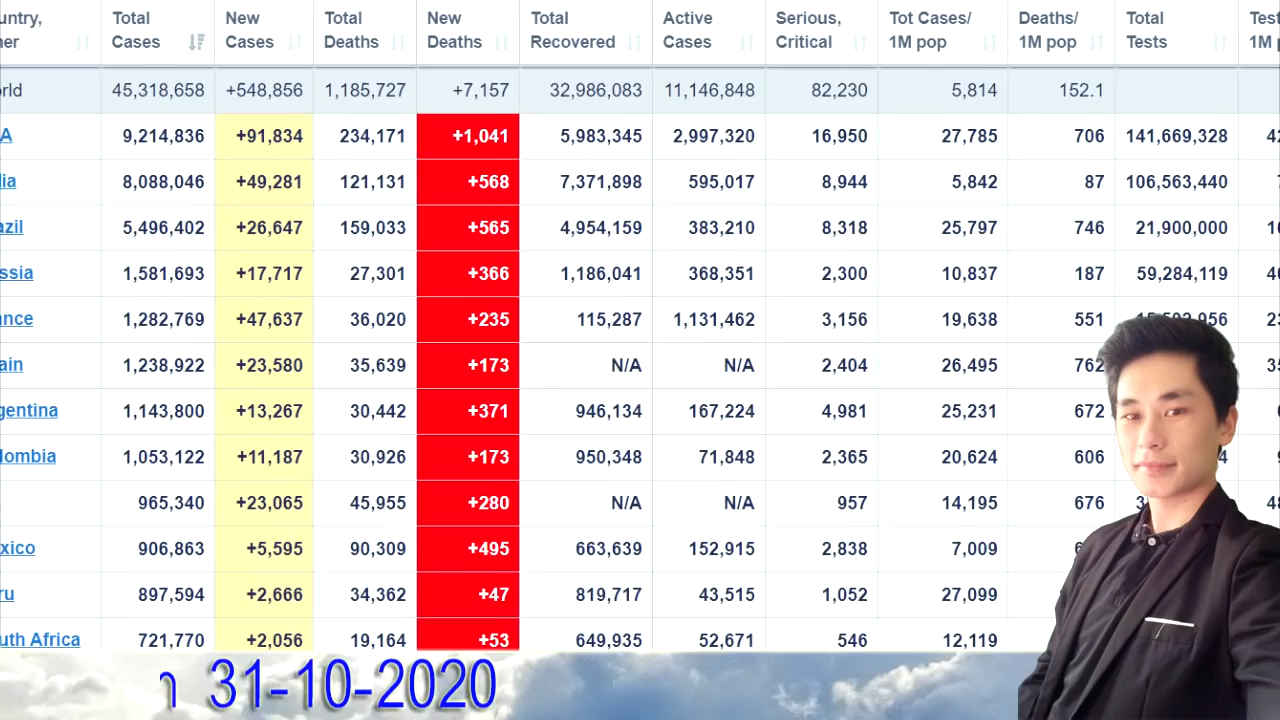 untry, Total New Total New Total Active Serious, Tot Cases/ Deaths/ Total Test
her Cases Cases Deaths Deaths Recovered Cases Critical 1M pop 1M pop Tests 1M p
orld 45,318,658 +548,856 1,185,727 +7,157 32,986,083 11,146,848 82,230 5,814 152.1
A 9,214,836 +91,834 234,171 +1,041 5,983,345 2,997,320 16,950 27,785 706 141,669,328 42
dia 8,088,046 +49,281 121,131 +568 7,371,898 595,017 8,944 5,842 87 106,563,440
azil 5,496,402 +26,647 159,033 +565 4,954,159 383,210 8,318 25,797 746 21,900,000 10
ssia 1,581,693 +17,717 27,301 +366 1,186,041 368,351 2,300 10,837 187 59,284,119 40
ance 1,282,769 +47,637 36,020 +235 115,287 1,131,462 3,156 19,638 551 23
ain 1,238,922 +23,580 35,639 +173 N/A N/A 2,404 26,495 762 35
gentina 1,143,800 +13,267 30,442 +371 946,134 167,224 4,981 25,231 672
lombia 1,053,122 +11,187 30,926 +173 950,348 71,848 2,365 20,624 606
965,340 +23,065 45,955 +280 N/A N/A 957 14,195 676 48
xico 906,863 +5,595 90,309 +495 663,639 152,915 2,838 7,009
ru 897,594 +2,666 34,362 +47 819,717 43,515 1,052 27,099
uth Africa 721,770 +2,056 19,164 +53 649,935 52,671 546 12,119
31-10-2020